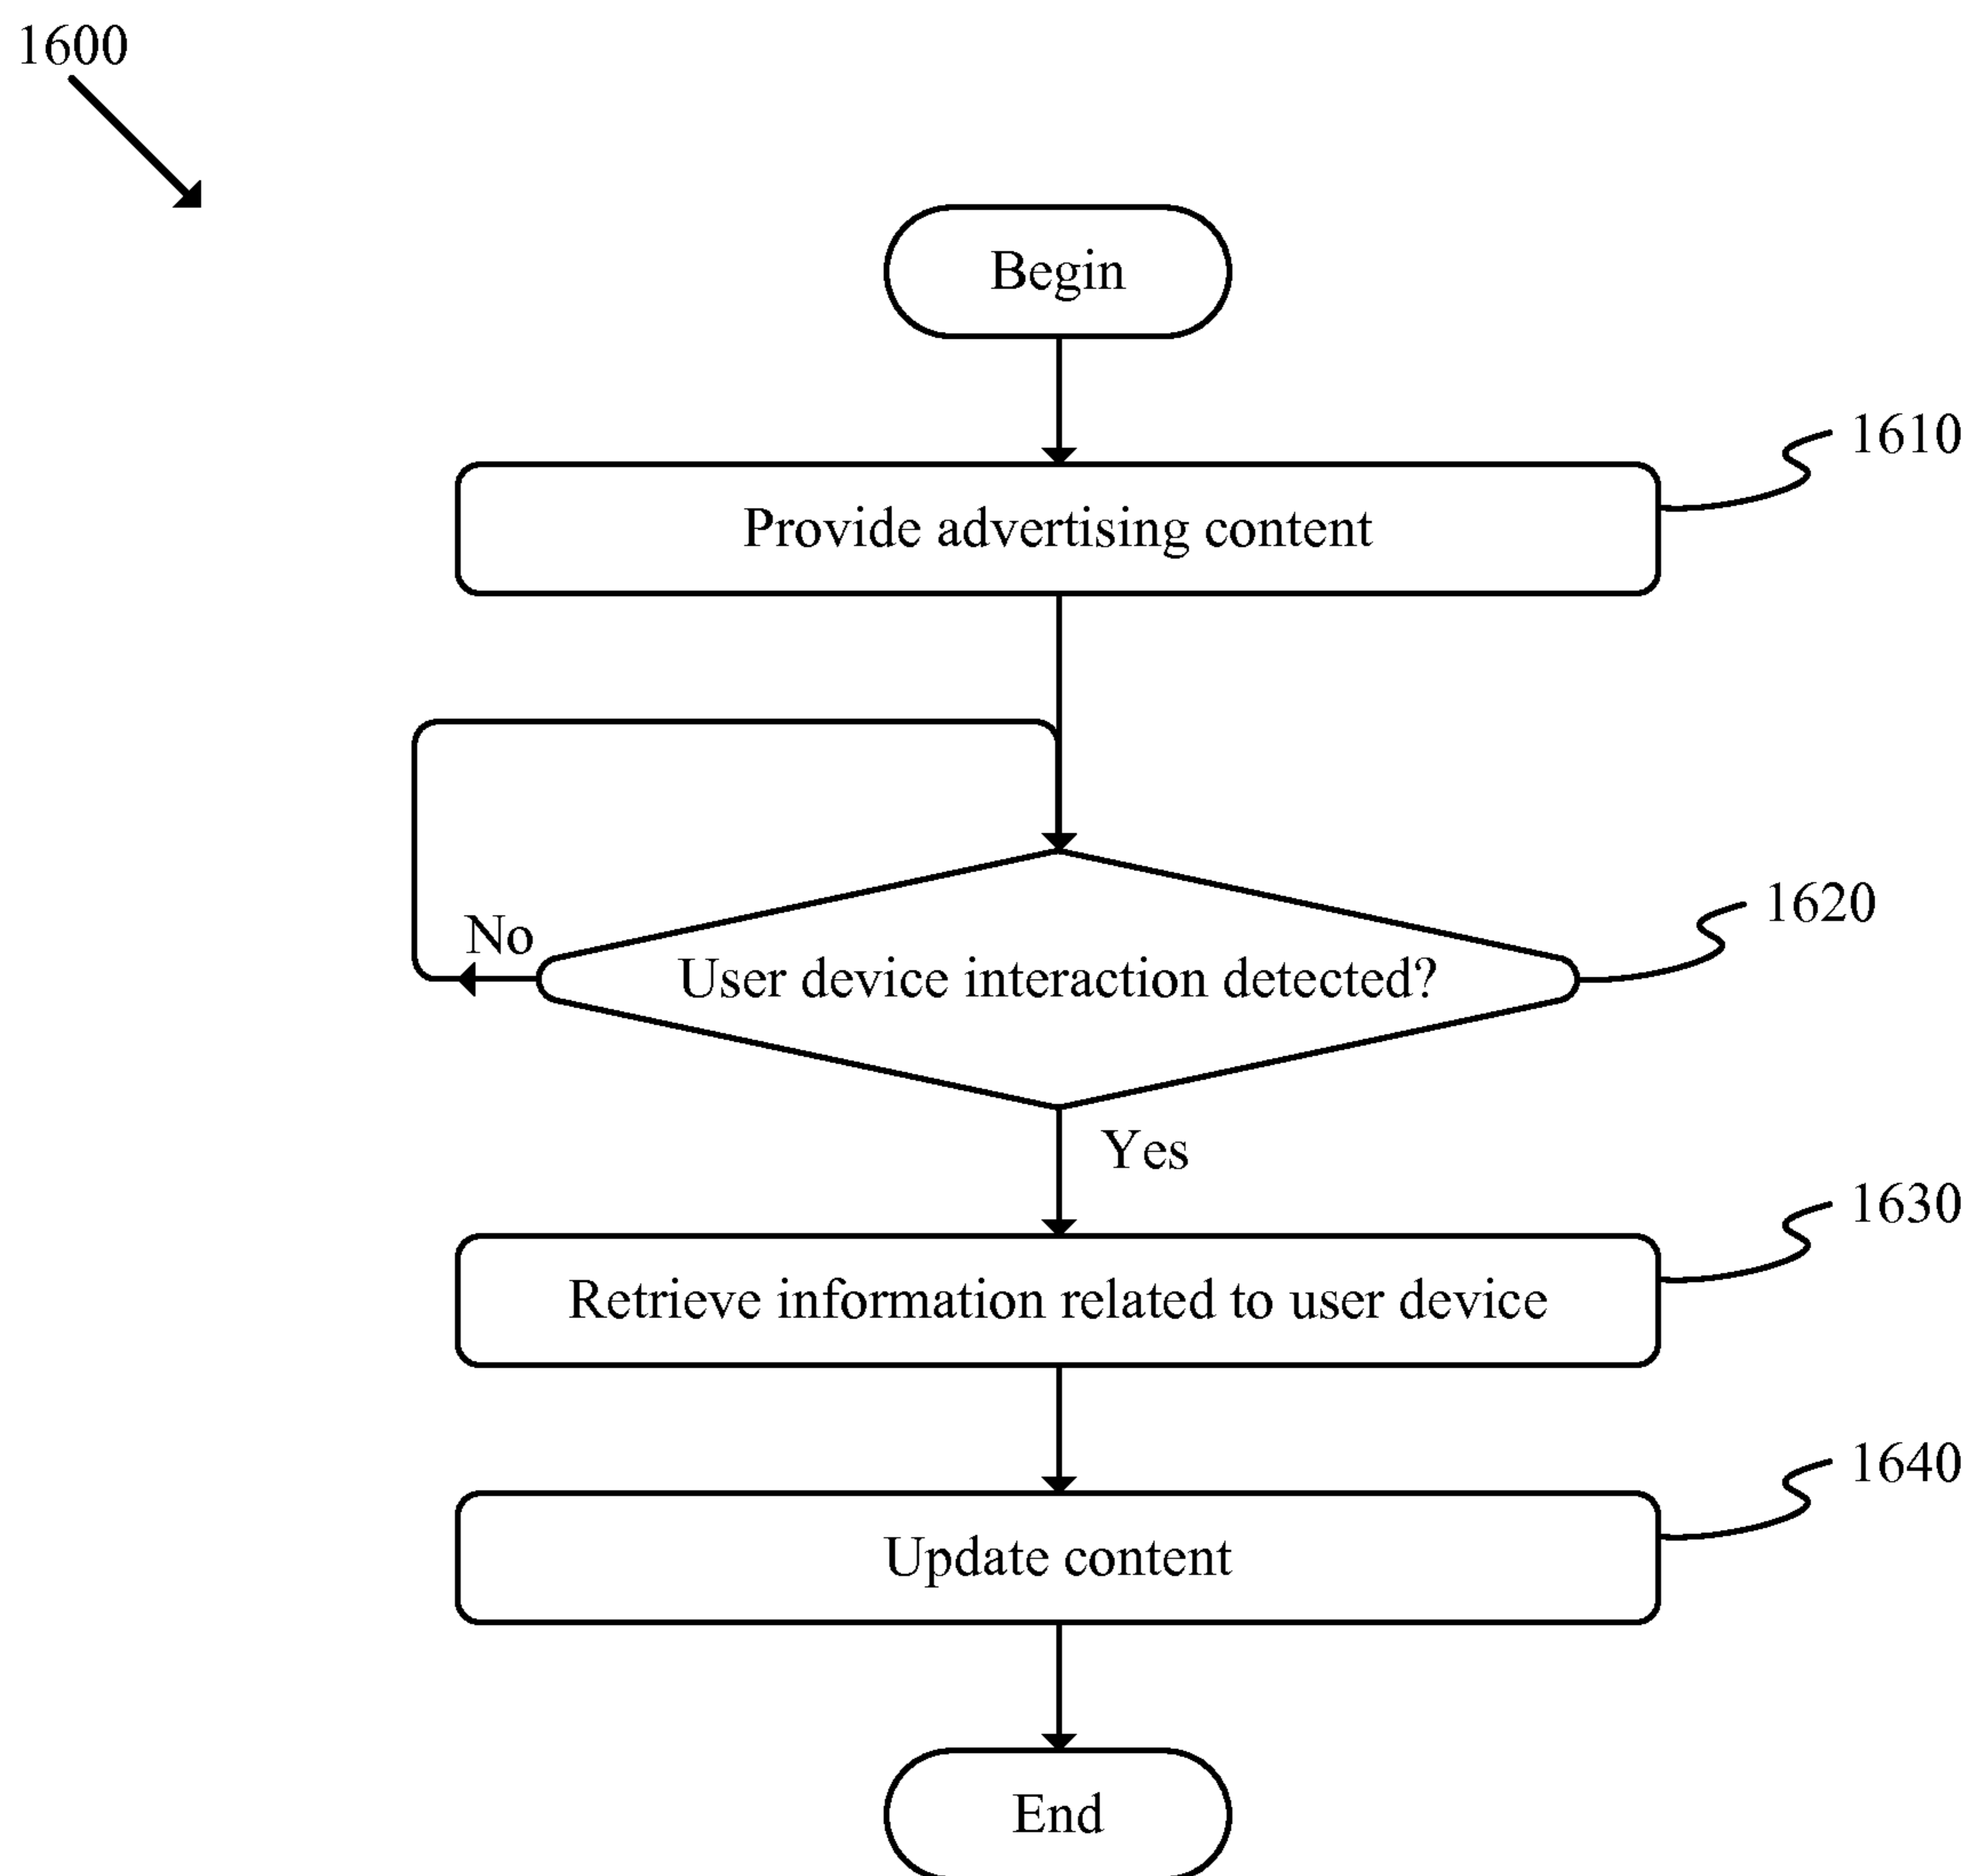 1600
Begin
1610
Provide advertising content
1620
No
User device interaction detected?
Yes
1630
Retrieve information related to user device
1640
Update content
End